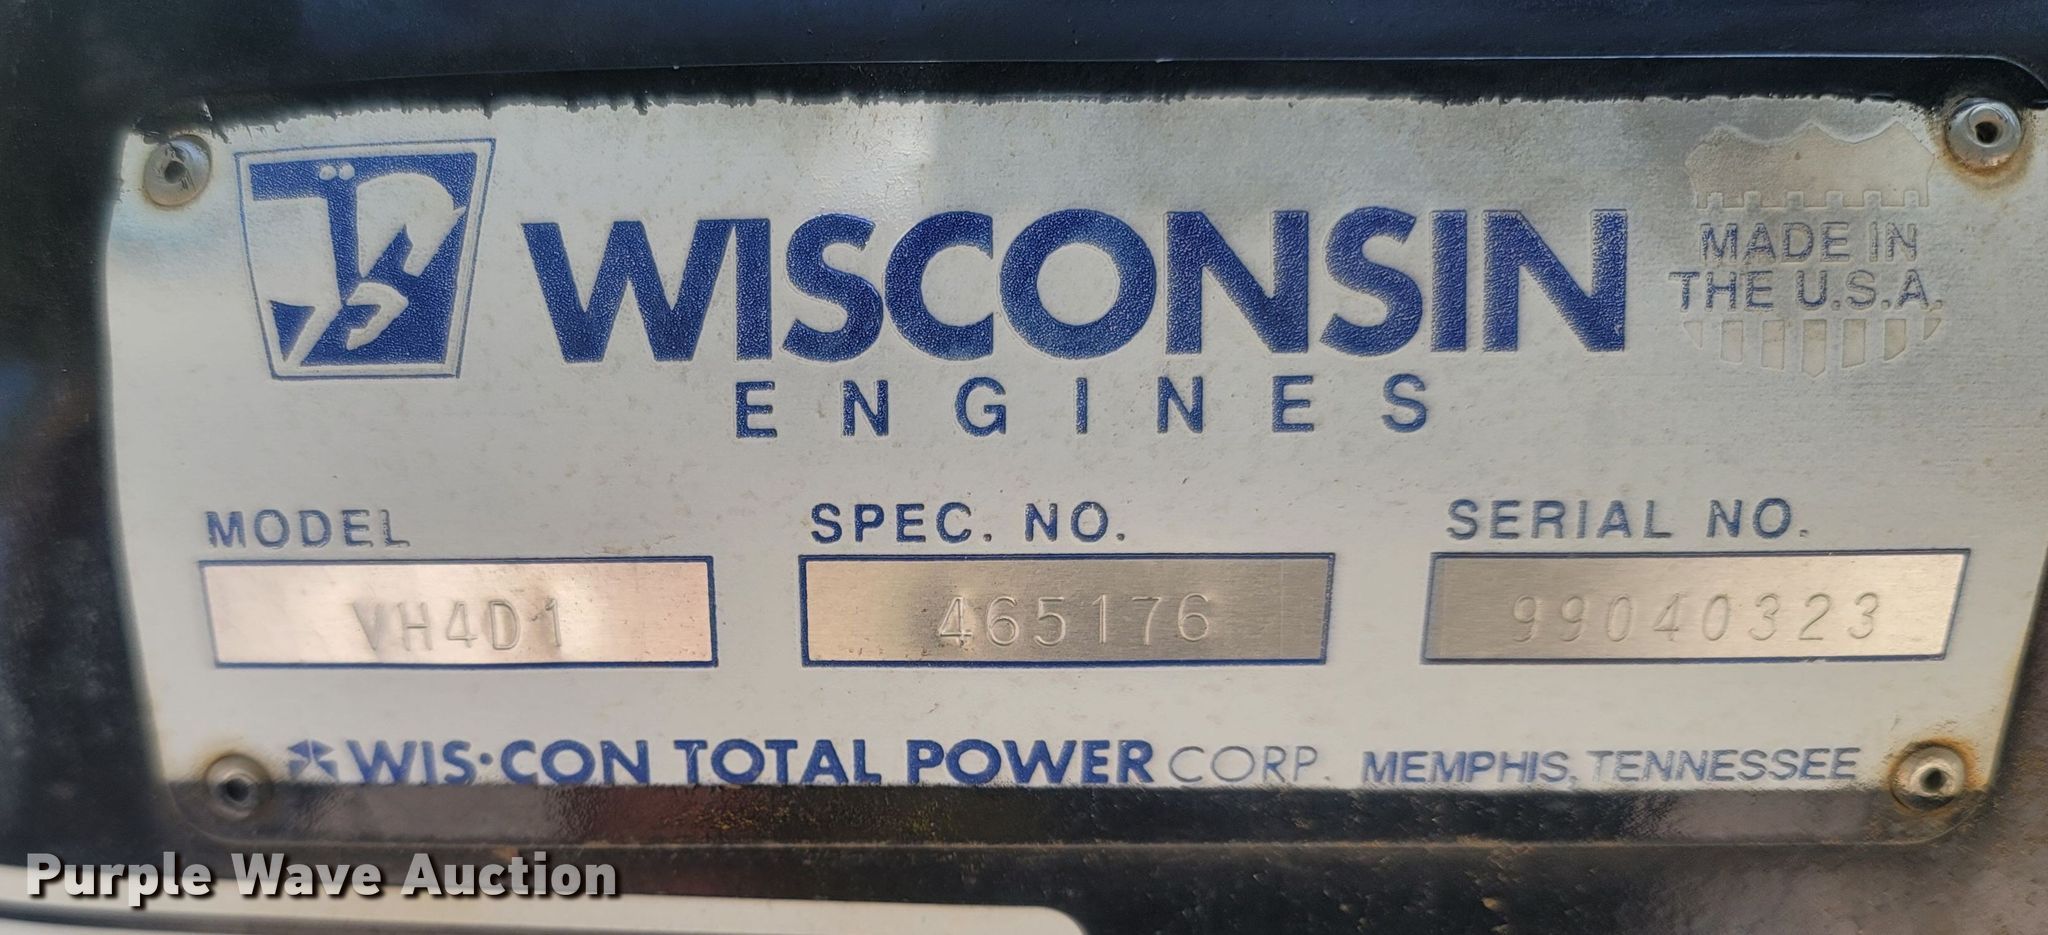 WISCONSIN
ENGINES
MADE IN
THE U.S.A.
MODEL SPEC. NO. SERIAL NO.
VH4D1 465176 99040323
WIS·CON TOTAL POWER CORP. MEMPHIS, TENNESSEE
Purple Wave Auction